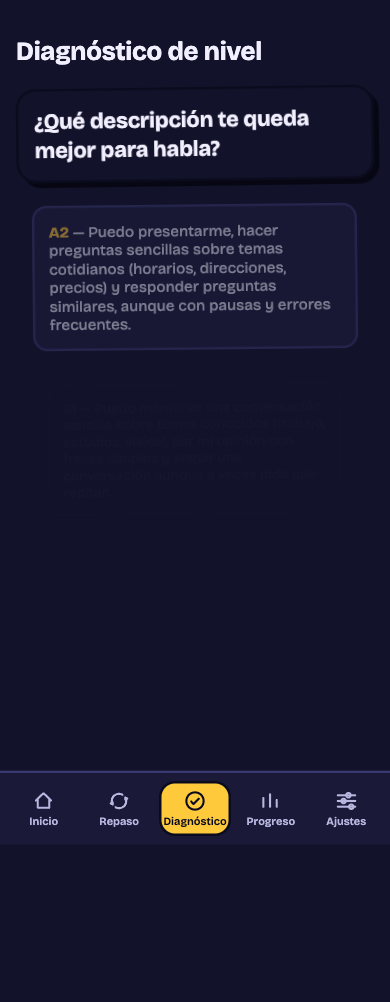 Diagnóstico de nivel
¿Qué descripción te queda
mejor para habla?
A2 — Puedo presentarme, hacer
preguntas sencillas sobre temas
cotidianos (horarios, direcciones,
precios) y responder preguntas
similares, aunque con pausas y errores
frecuentes.
Inicio
Repaso
Diagnóstico
Progreso
Ajustes